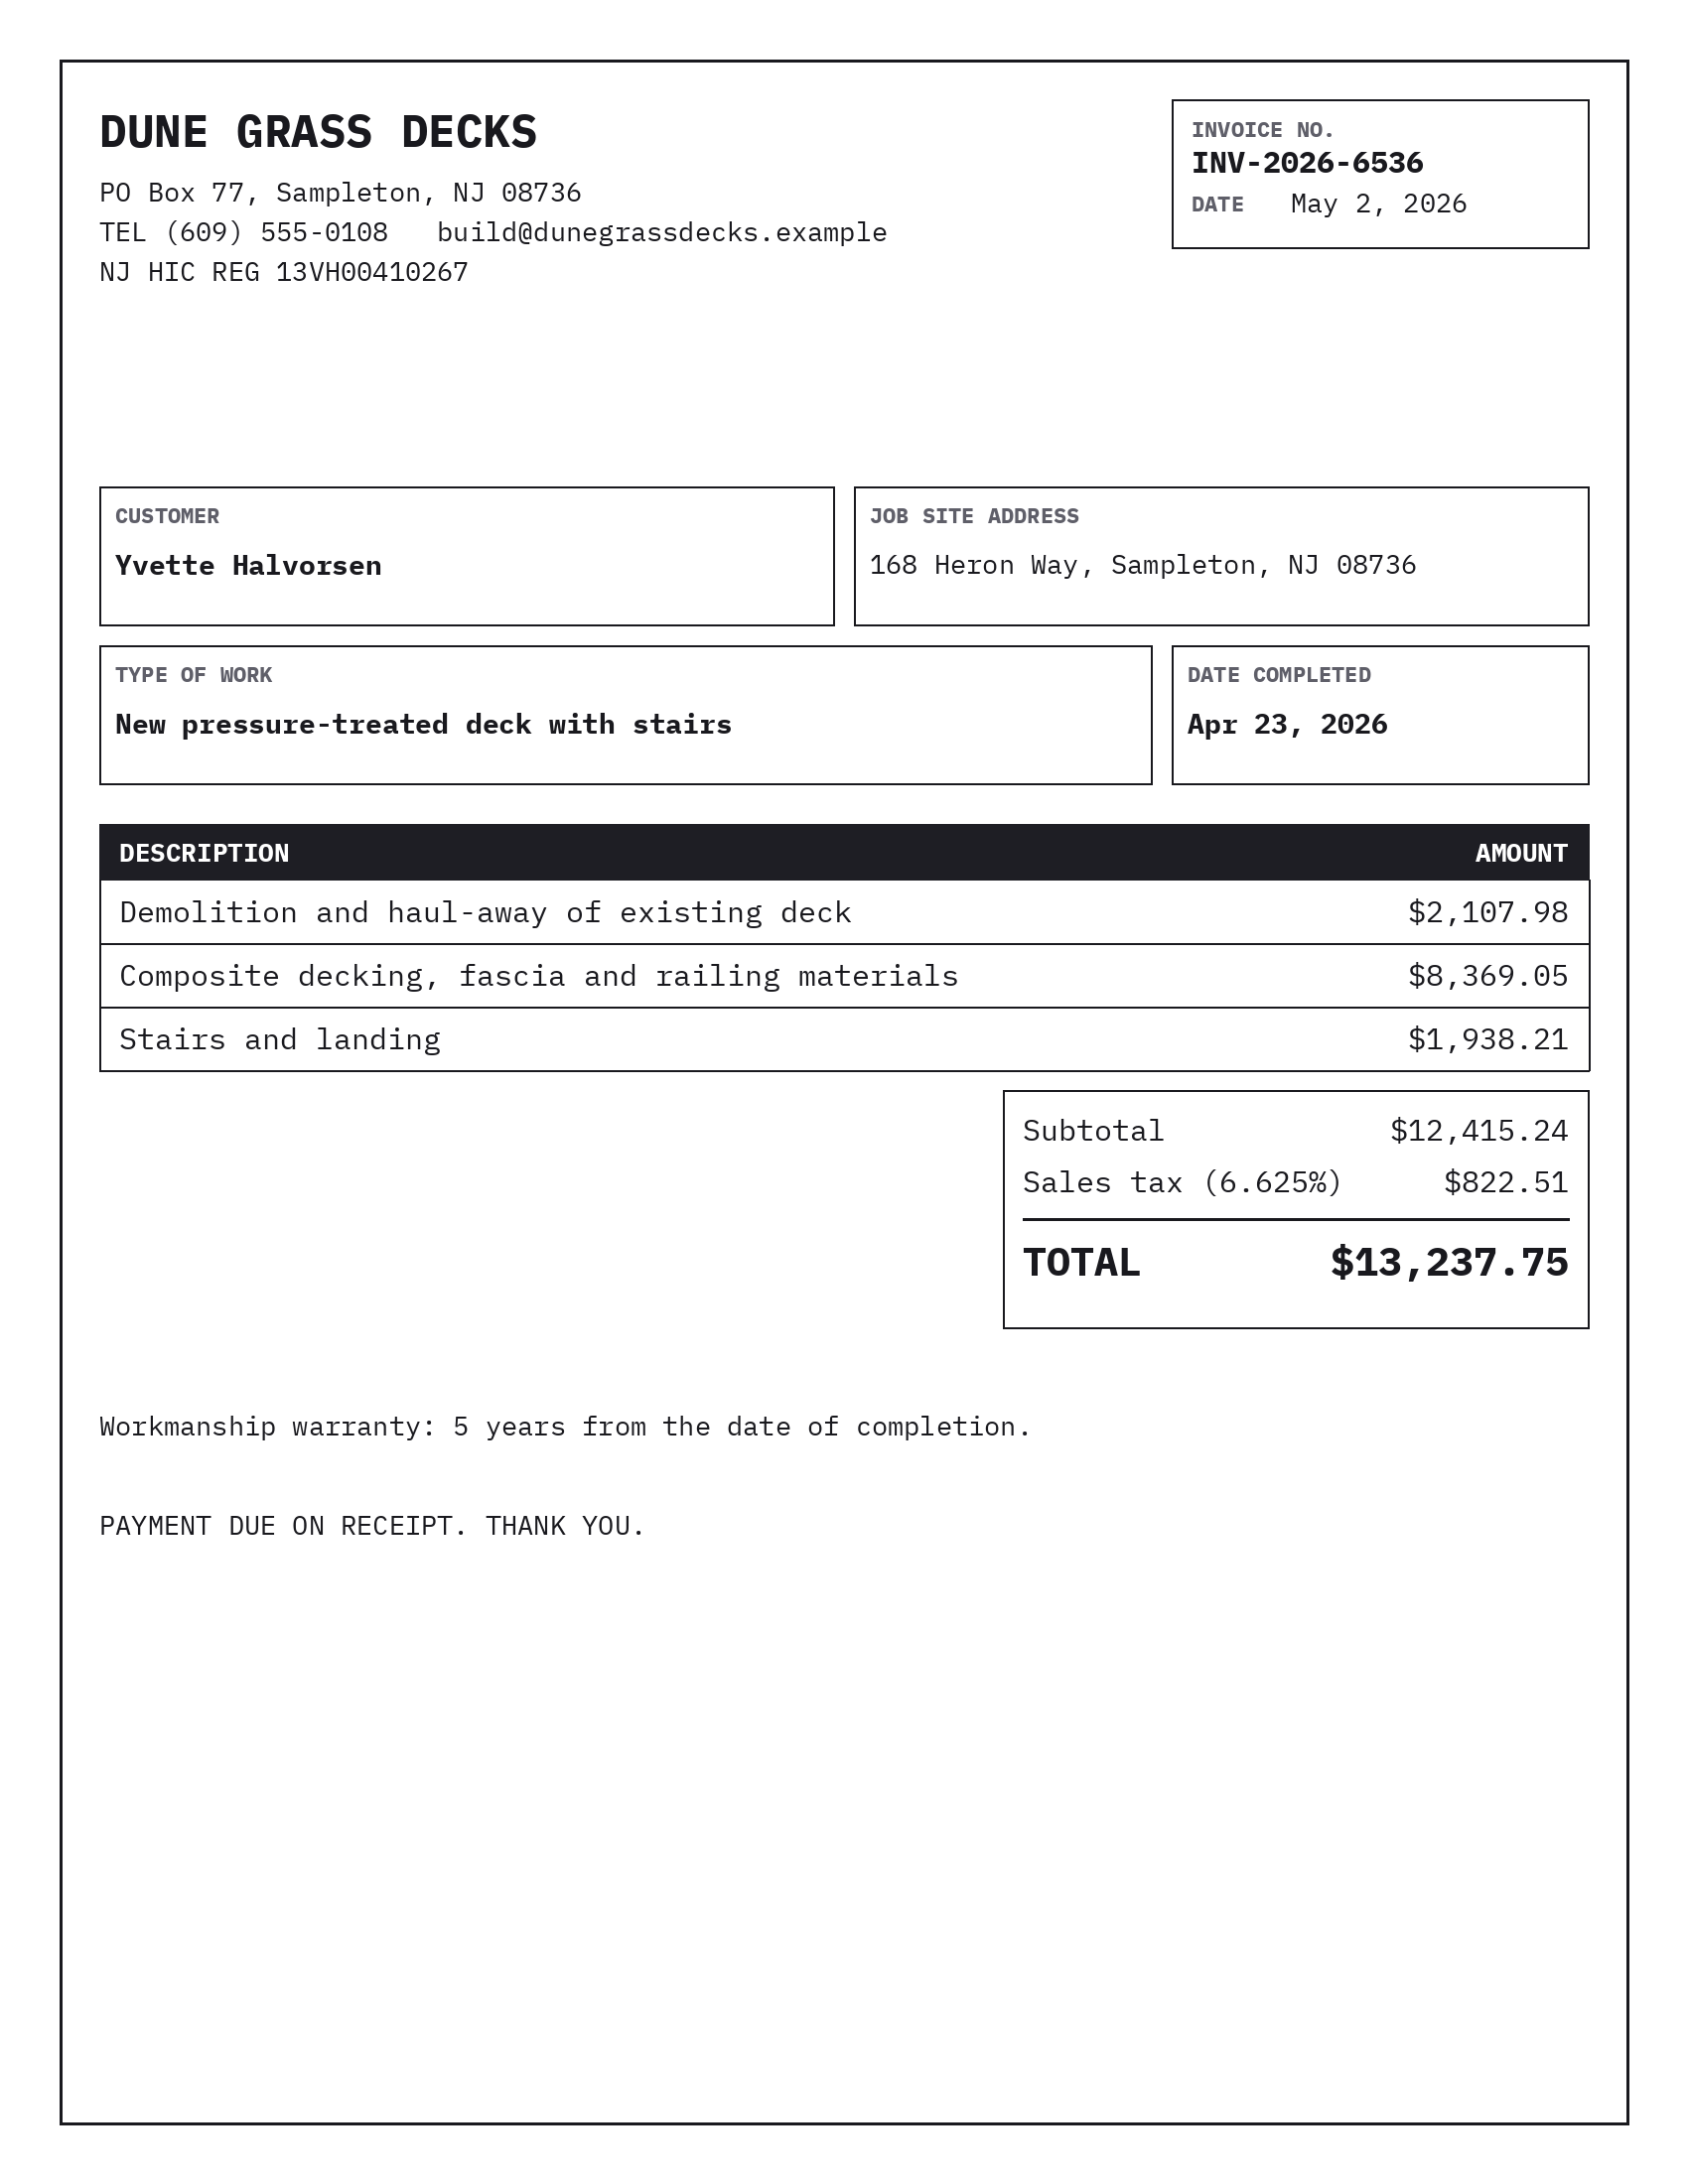 DUNE GRASS DECKS
PO Box 77, Sampleton, NJ 08736
TEL (609) 555-0108 build@dunegrassdecks.example
NJ HIC REG 13VH00410267
INVOICE NO.
INV-2026-6536
DATE May 2, 2026
CUSTOMER
Yvette Halvorsen
JOB SITE ADDRESS
168 Heron Way, Sampleton, NJ 08736
TYPE OF WORK
New pressure-treated deck with stairs
DATE COMPLETED
Apr 23, 2026
DESCRIPTION AMOUNT
Demolition and haul-away of existing deck $2,107.98
Composite decking, fascia and railing materials $8,369.05
Stairs and landing $1,938.21
Subtotal $12,415.24
Sales tax (6.625%) $822.51
TOTAL $13,237.75
Workmanship warranty: 5 years from the date of completion.
PAYMENT DUE ON RECEIPT. THANK YOU.